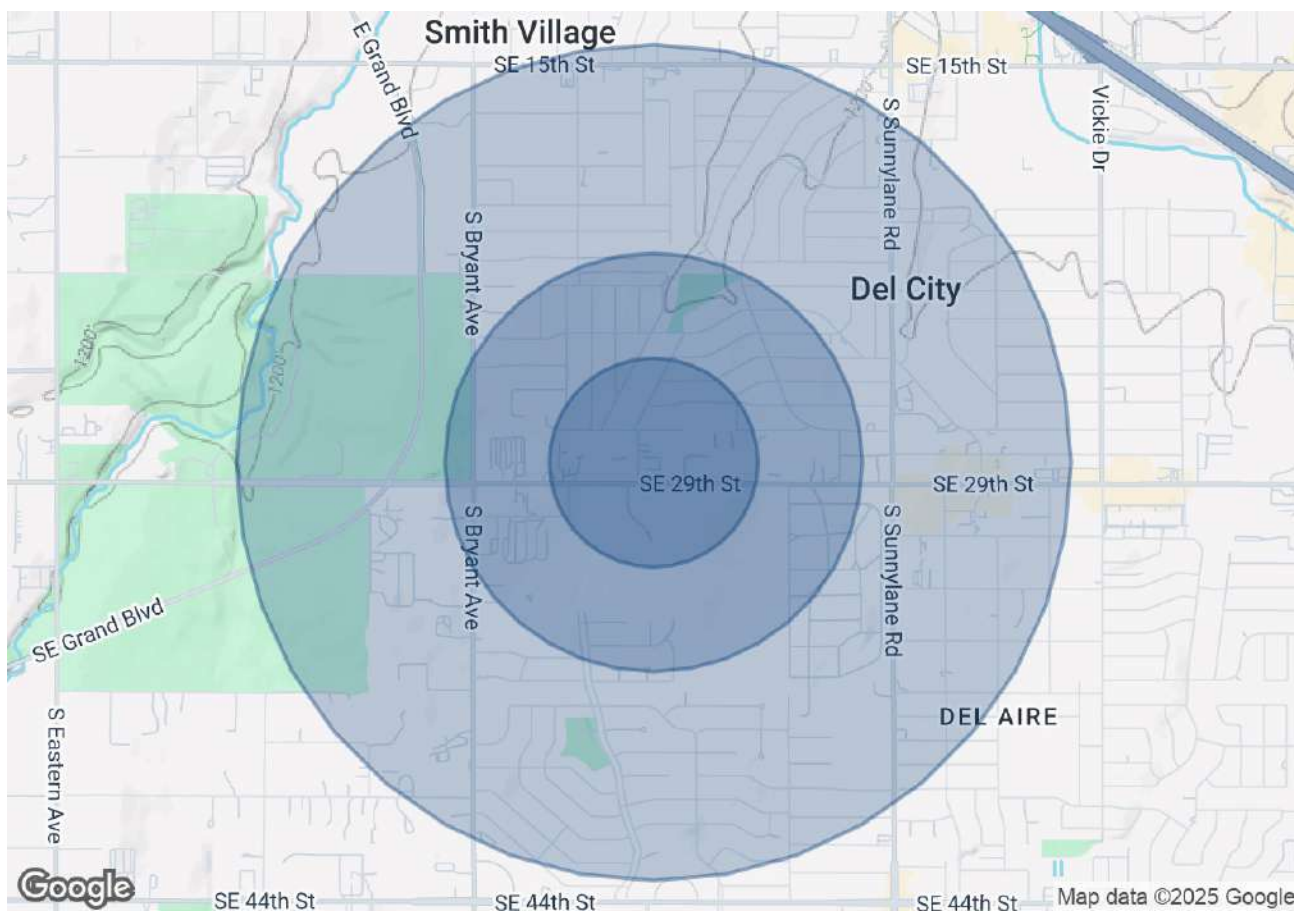 Smith Village
E Grand Blvd
SE 15th St
SE 15th St
1200'
S Sunnylane Rd
Vickie Dr
S Bryant Ave
Del City
1200'
1200'
SE 29th St
SE 29th St
S Bryant Ave
S Sunnylane Rd
SE Grand Blvd
S Eastern Ave
DEL AIRE
Google
SE 44th St
SE 44th St
SE 44th St
Map data ©2025 Google